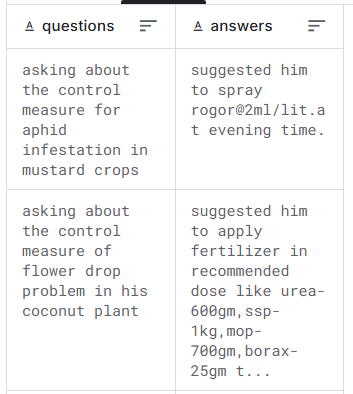 A questions
A answers
asking about
the control
measure for
aphid
infestation in
mustard crops
suggested him
to spray
rogor@2ml/lit.a
t evening time.
asking about
the control
measure of
flower drop
problem in his
coconut plant
suggested him
to apply
fertilizer in
recommended
dose like urea-
600gm,ssp-
1kg,mop-
700gm,borax-
25gm t...